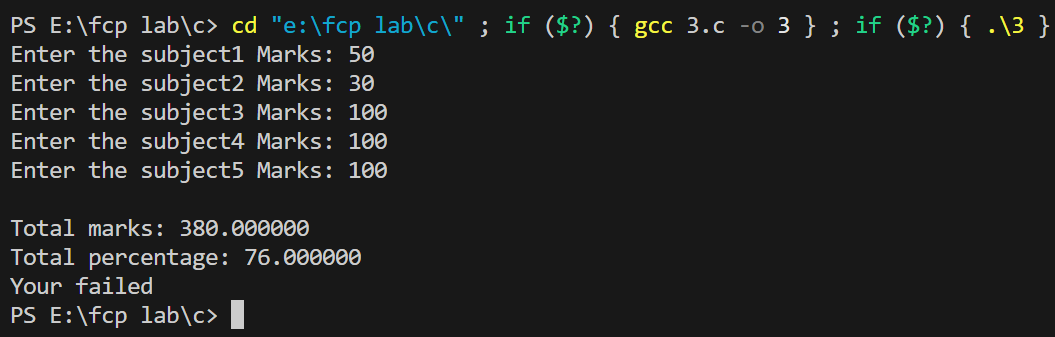 PS E:\fcp lab\c> cd "e:\fcp lab\c\" ; if ($?) { gcc 3.c -o 3 } ; if ($?) { .\3 }
Enter the subject1 Marks: 50
Enter the subject2 Marks: 30
Enter the subject3 Marks: 100
Enter the subject4 Marks: 100
Enter the subject5 Marks: 100
Total marks: 380.000000
Total percentage: 76.000000
Your failed
PS E:\fcp lab\c>